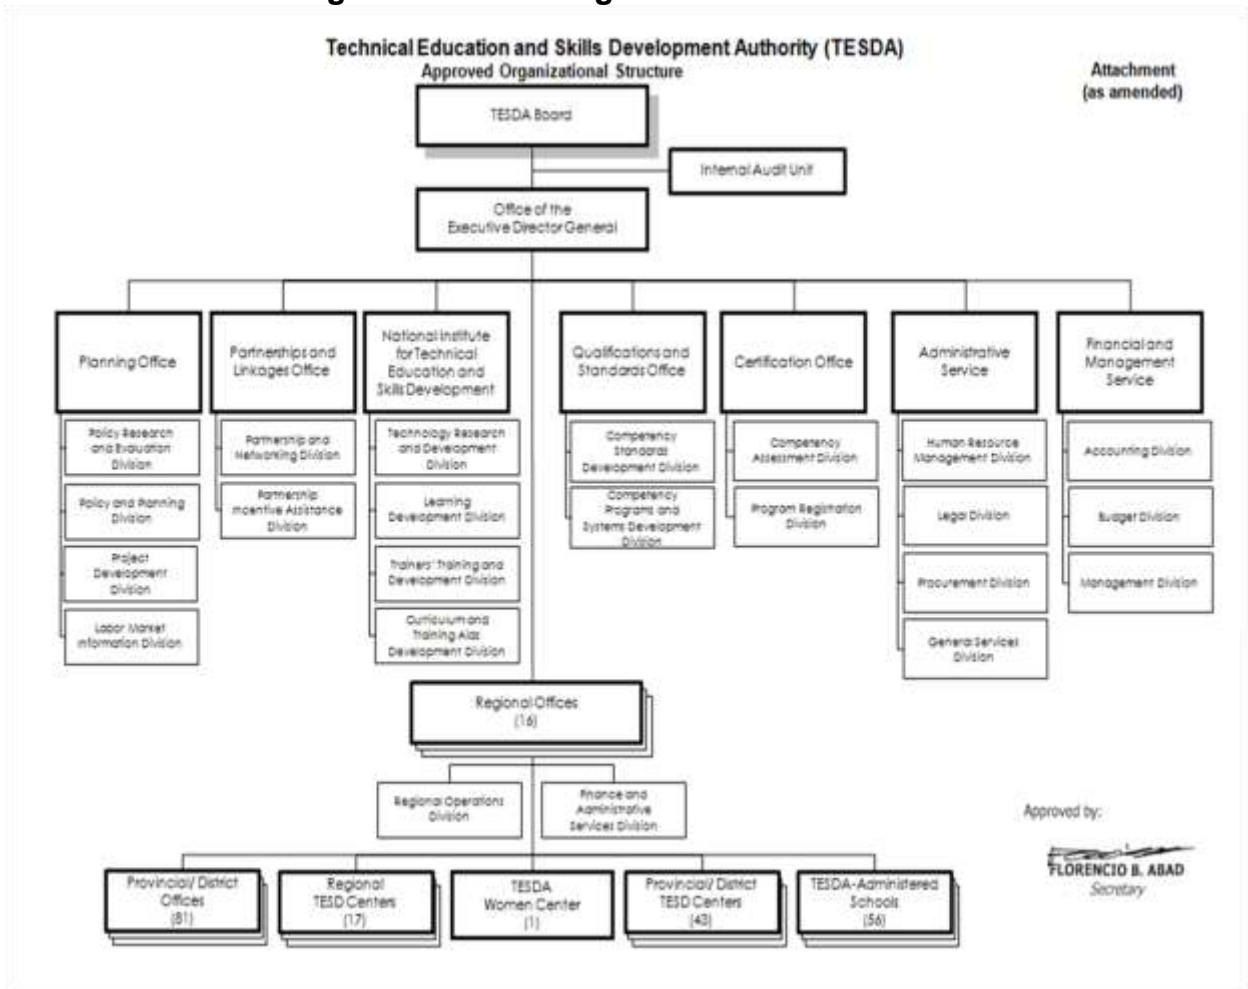 Technical Education and Skills Development Authority (TESDA)
Approved Organizational Structure
Attachment
(as amended)
TESDA Board
Internal Audit Unit
Office of the
Executive Director General
Planning Office
Partnerships and
Linkages Office
National Institute
for Technical
Education and
Skills Development
Qualifications and
Standards Office
Certification Office
Administrative
Service
Financial and
Management
Service
Policy Research
and Evaluation
Division
Policy and Planning
Division
Project
Development
Division
Labor Market
Information Division
Partnership and
Networking Division
Partnership
Incentive Assistance
Division
Technology Research
and Development
Division
Learning
Development Division
Trainers' Training and
Development Division
Curriculum and
Training Aids
Development Division
Competency
Standards
Development Division
Competency
Programs and
Systems Development
Division
Competency
Assessment Division
Program Registration
Division
Human Resource
Management Division
Legal Division
Procurement Division
General Services
Division
Accounting Division
Budget Division
Management Division
Regional Offices
(16)
Regional Operations
Division
Finance and
Administrative
Services Division
Provincial/ District
Offices
(81)
Regional
TESD Centers
(17)
TESDA
Women Center
(1)
Provincial/ District
TESD Centers
(43)
TESDA-Administered
Schools
(56)
Approved by:
FLORENCIO B. ABAD
Secretary